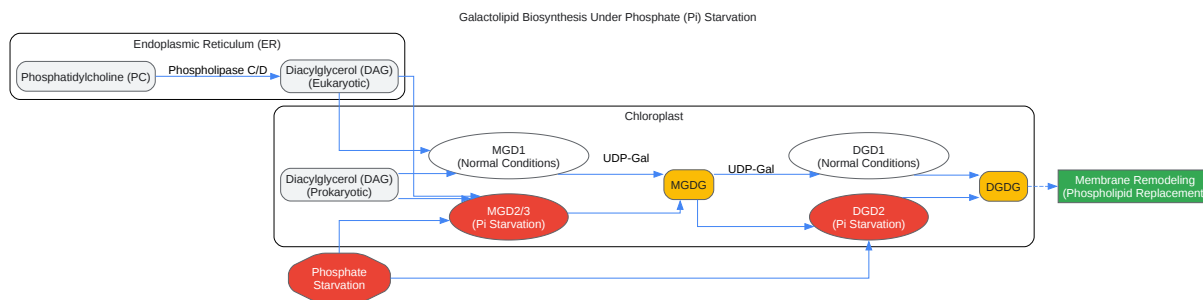 Galactolipid Biosynthesis Under Phosphate (Pi) Starvation
Endoplasmic Reticulum (ER)
Phosphatidylcholine (PC)
Phospholipase C/D
Diacylglycerol (DAG)
(Eukaryotic)
Chloroplast
MGD1
(Normal Conditions)
UDP-Gal
DGD1
(Normal Conditions)
UDP-Gal
Diacylglycerol (DAG)
(Prokaryotic)
MGDG
DGDG
Membrane Remodeling
(Phospholipid Replacement
MGD2/3
(Pi Starvation)
DGD2
(Pi Starvation)
Phosphate
Starvation